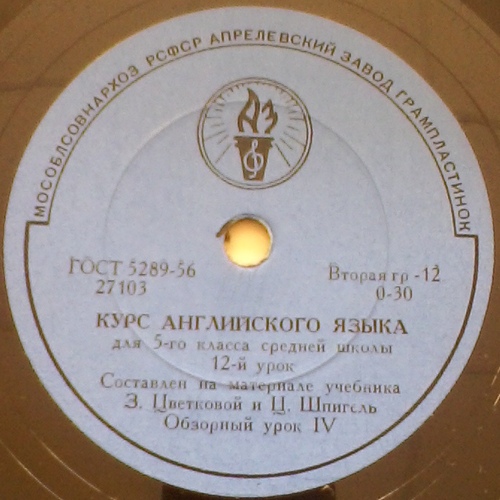 МОСОБЛСОВНАРХОЗ РСФСР АПРЕЛЕВСКИЙ ЗАВОД ГРАМПЛАСТИНОК
АЗ
ГОСТ 5289-56
27103
Вторая гр -12
0-30
КУРС АНГЛИЙСКОГО ЯЗЫКА
для 5-го класса средней школы
12-й урок
Составлен на материале учебника
З. Цветковой и Ц. Шпигель
Обзорный урок IV